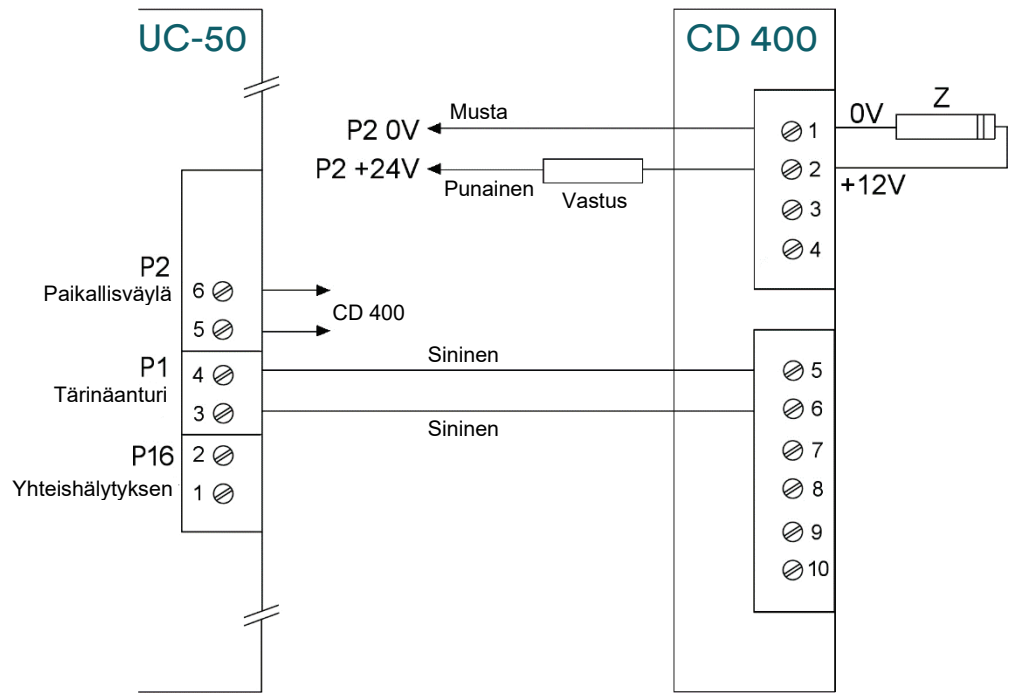 UC-50
CD 400
Musta
P2 0V
1
0V
Z
P2 +24V
Punainen
Vastus
2
+12V
3
4
P2
Paikallisväylä
6
5
CD 400
P1
Tärinäanturi
4
3
Sininen
Sininen
5
6
P16
Yhteishälytyksen
2
1
7
8
9
10